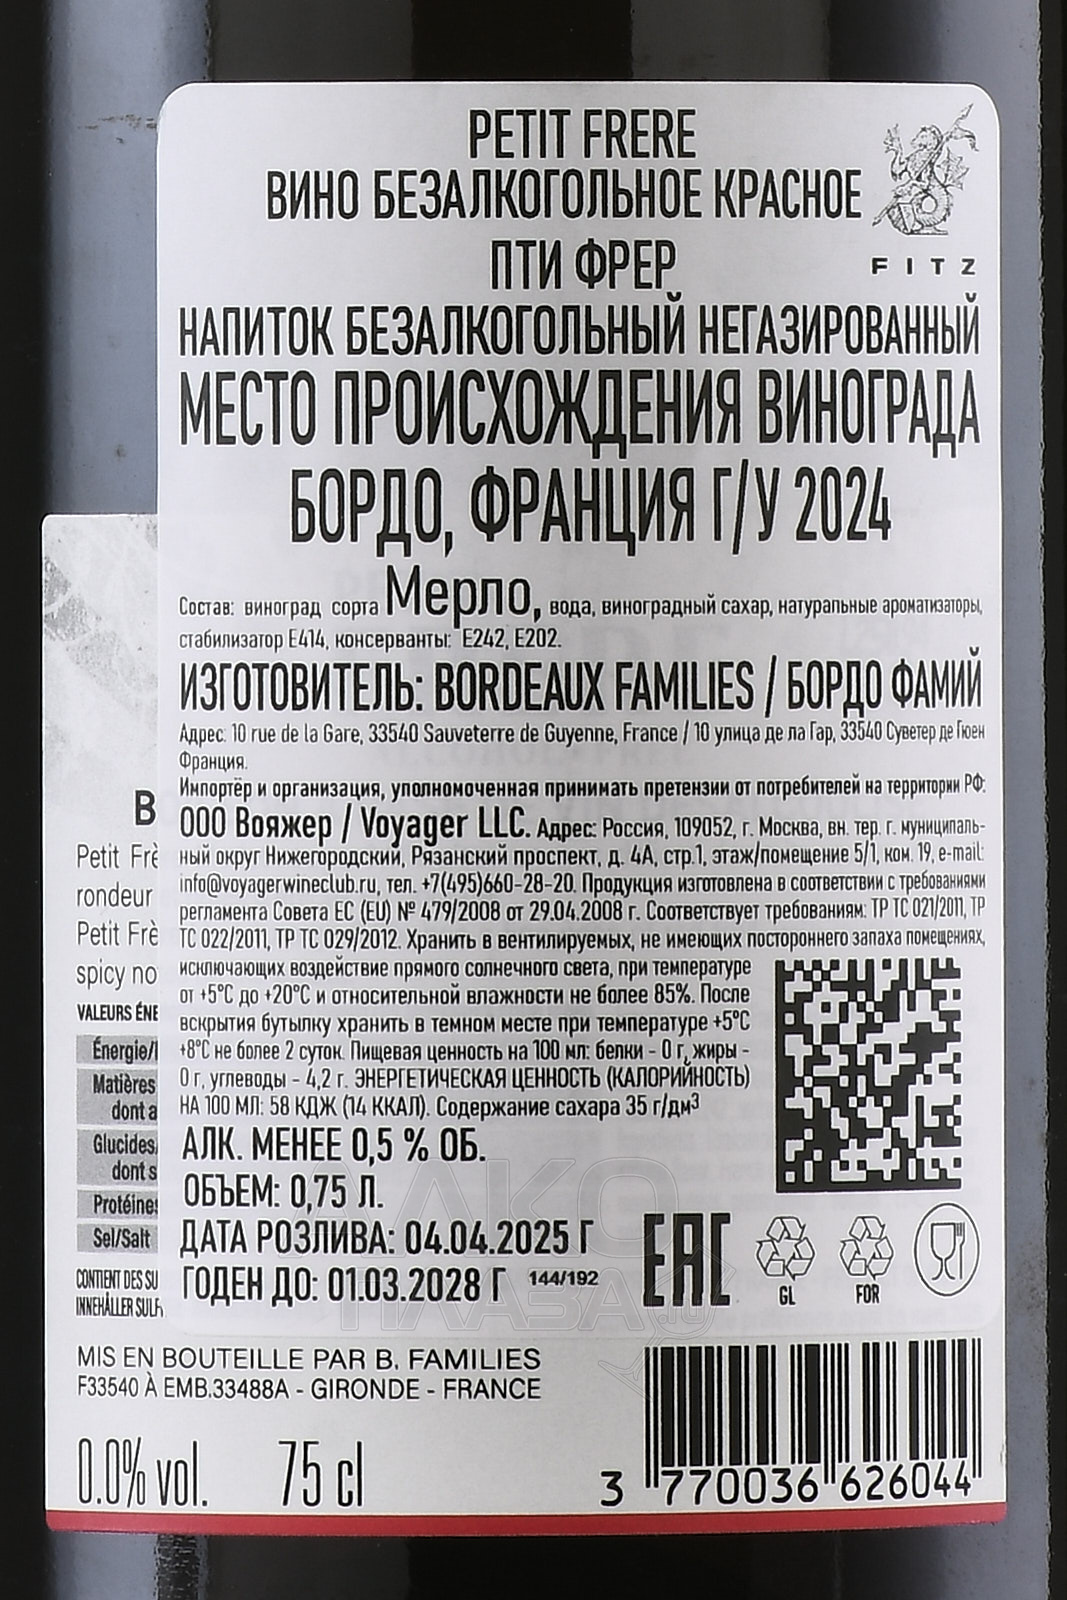 PETIT FRERE
ВИНО БЕЗАЛКОГОЛЬНОЕ КРАСНОЕ
ПТИ ФРЕР
FITZ
НАПИТОК БЕЗАЛКОГОЛЬНЫЙ НЕГАЗИРОВАННЫЙ
МЕСТО ПРОИСХОЖДЕНИЯ ВИНОГРАДА
БОРДО, ФРАНЦИЯ Г/У 2024
Состав: виноград сорта Мерло, вода, виноградный сахар, натуральные ароматизаторы,
стабилизатор Е414, консерванты: Е242, Е202.
ИЗГОТОВИТЕЛЬ: BORDEAUX FAMILIES / БОРДО ФАМИЙ
Адрес: 10 rue de la Gare, 33540 Sauveterre de Guyenne, France / 10 улица де ла Гар, 33540 Суветер де Гюен
Франция.
Импортёр и организация, уполномоченная принимать претензии от потребителей на территории РФ:
ООО Вояжер / Voyager LLC. Адрес: Россия, 109052, г. Москва, вн. тер. г. муниципаль-
ный округ Нижегородский, Рязанский проспект, д. 4А, стр.1, этаж/помещение 5/1, ком. 19, e-mail:
info@voyagerwineclub.ru, тел. +7(495)660-28-20. Продукция изготовлена в соответствии с требованиями
регламента Совета ЕС (EU) № 479/2008 от 29.04.2008 г. Соответствует требованиям: ТР ТС 021/2011, ТР
ТС 022/2011, ТР ТС 029/2012. Хранить в вентилируемых, не имеющих постороннего запаха помещениях,
исключающих воздействие прямого солнечного света, при температуре
от +5°С до +20°С и относительной влажности не более 85%. После
вскрытия бутылку хранить в темном месте при температуре +5°С
+8°С не более 2 суток. Пищевая ценность на 100 мл: белки - 0 г, жиры -
0 г, углеводы - 4,2 г. ЭНЕРГЕТИЧЕСКАЯ ЦЕННОСТЬ (КАЛОРИЙНОСТЬ)
НА 100 МЛ: 58 КДЖ (14 ККАЛ). Содержание сахара 35 г/дм³
АЛК. МЕНЕЕ 0,5 % ОБ.
ОБЪЕМ: 0,75 Л.
ДАТА РОЗЛИВА: 04.04.2025 Г
ГОДЕН ДО: 01.03.2028 Г 144/192
ЕАС
GL
FOR
АЛКО
ПЛАЗА.ru
B
Petit Frè
rondeur
Petit Frè
spicy no
VALEURS ÉNE
Énergie/
Matières
dont a
Glucides
dont s
Protéine
Sel/Salt
CONTIENT DES SU
INNEHÅLLER SULF
MIS EN BOUTEILLE PAR B. FAMILIES
F33540 À EMB.33488A - GIRONDE - FRANCE
0.0% vol. 75 cl
3 770036 626044